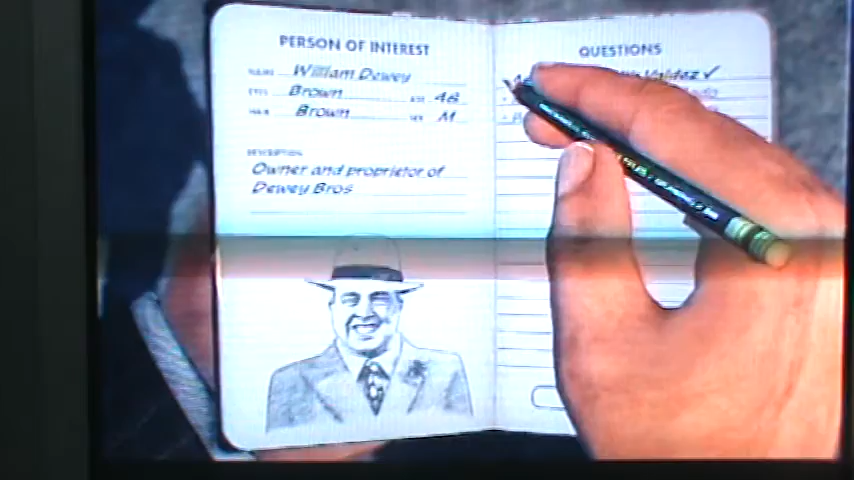 PERSON OF INTEREST
NAME William Dewey
EYES Brown AGE 48
HAIR Brown SEX M
DESCRIPTION
Owner and proprietor of
Dewey Bros
QUESTIONS
Valdez ✓